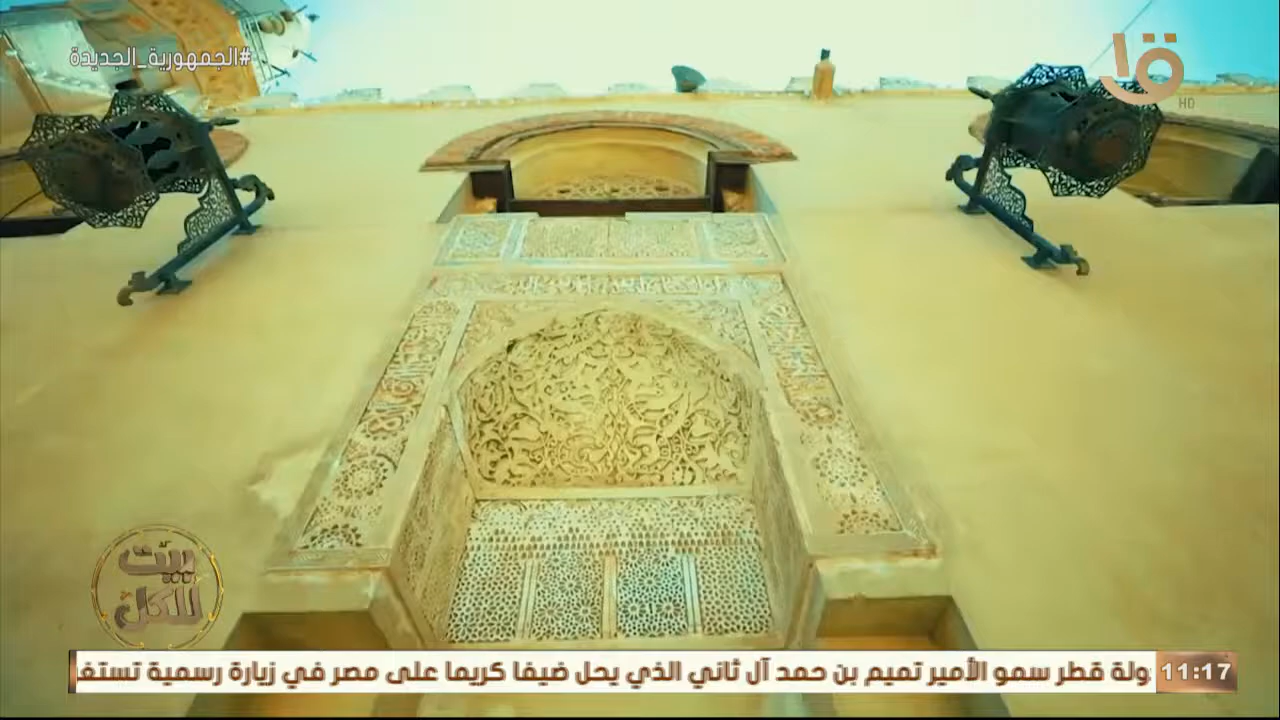 #الجمهورية_الجديدة
HD
بيت
للكل
ولة قطر سمو الأمير تميم بن حمد آل ثاني الذي يحل ضيفا كريما على مصر في زيارة رسمية تستغ
11:17